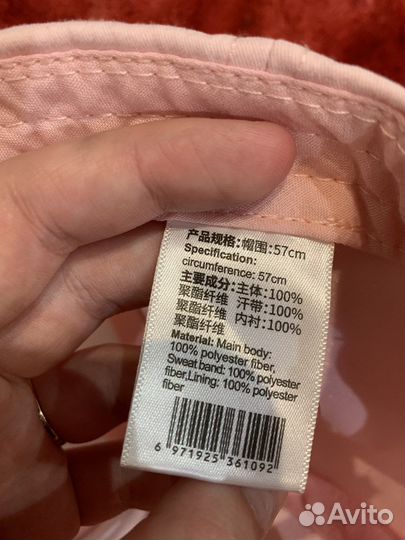 产品规格:帽围:57cm
Specification:
circumference: 57cm
主要成分:主体:100%
聚酯纤维 汗带:100%
聚酯纤维 内衬:100%
聚酯纤维
Material: Main body:
100% polyester fiber,
Sweat band: 100% polyester
fiber,Lining: 100% polyester
fiber
6 971925 361092
Avito